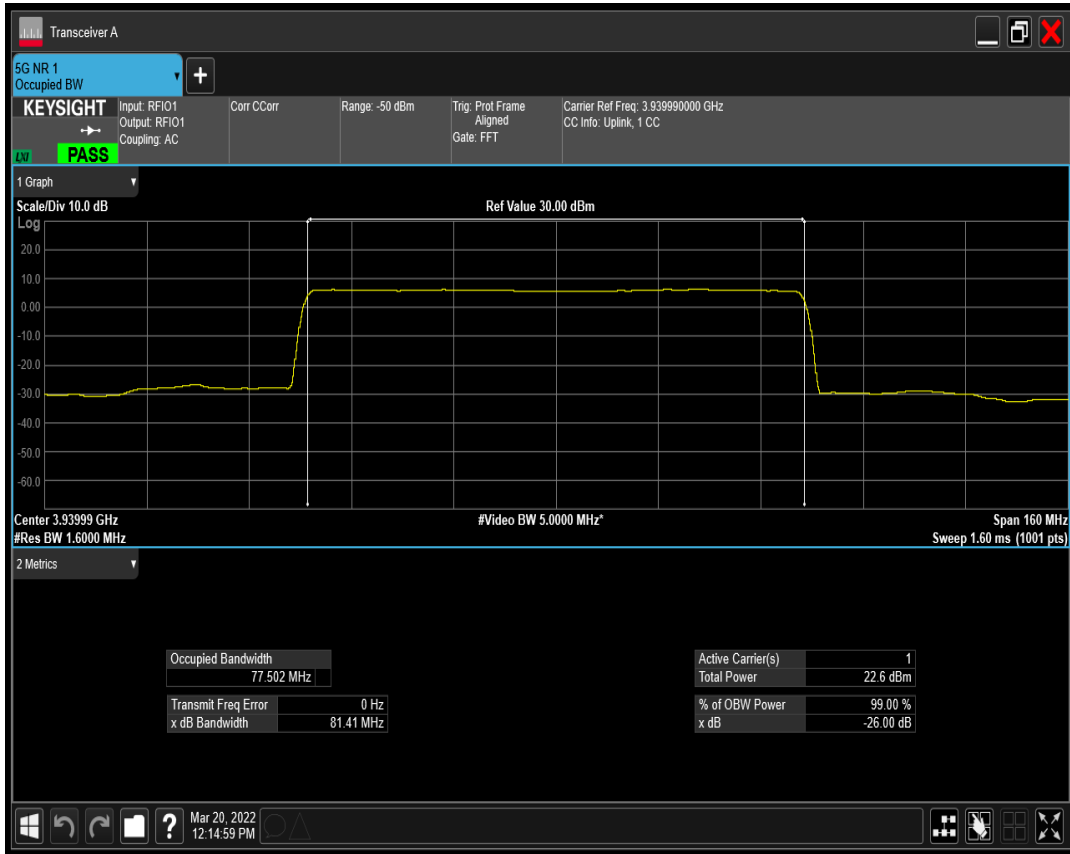 Transceiver A
5G NR 1
Occupied BW
+
KEYSIGHT
LXI
PASS
Input: RFIO1
Output: RFIO1
Coupling: AC
Corr CCorr
Range: -50 dBm
Trig: Prot Frame
Aligned
Gate: FFT
Carrier Ref Freq: 3.939990000 GHz
CC Info: Uplink, 1 CC
1 Graph
Scale/Div 10.0 dB
Ref Value 30.00 dBm
Log
20.0
10.0
0.00
-10.0
-20.0
-30.0
-40.0
-50.0
-60.0
Center 3.93999 GHz
#Video BW 5.0000 MHz*
Span 160 MHz
#Res BW 1.6000 MHz
Sweep 1.60 ms (1001 pts)
2 Metrics
Occupied Bandwidth
77.502 MHz
Transmit Freq Error 0 Hz
x dB Bandwidth 81.41 MHz
Active Carrier(s) 1
Total Power 22.6 dBm
% of OBW Power 99.00 %
x dB -26.00 dB
?
Mar 20, 2022
12:14:59 PM